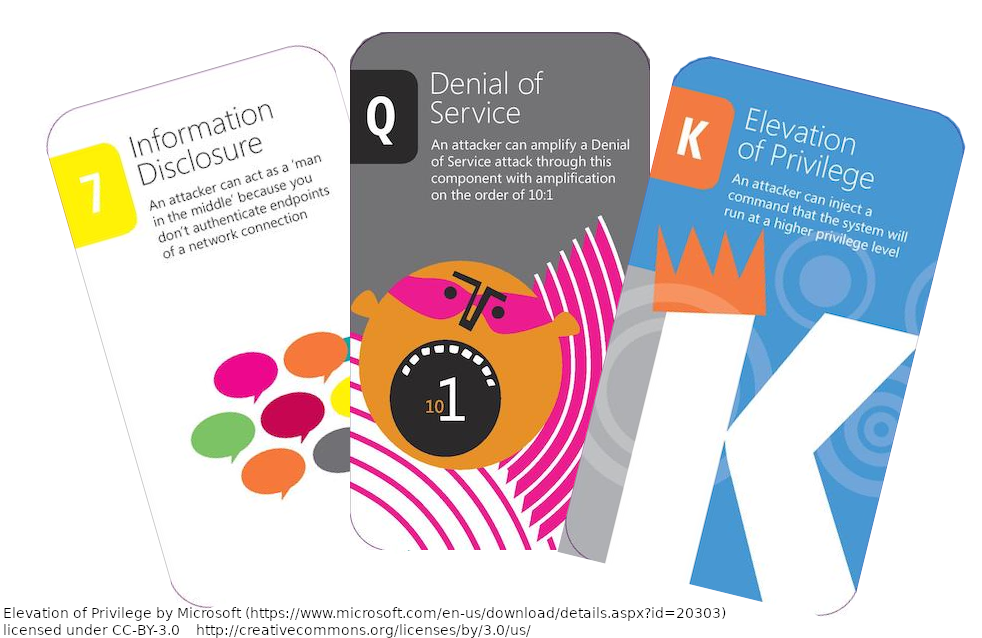 7
Information
Disclosure
An attacker can act as a 'man
in the middle' because you
don't authenticate endpoints
of a network connection
Q
Denial of
Service
An attacker can amplify a Denial
of Service attack through this
component with amplification
on the order of 10:1
10 1
K
Elevation
of Privilege
An attacker can inject a
command that the system will
run at a higher privilege level
K
Elevation of Privilege by Microsoft (https://www.microsoft.com/en-us/download/details.aspx?id=20303)
licensed under CC-BY-3.0 http://creativecommons.org/licenses/by/3.0/us/